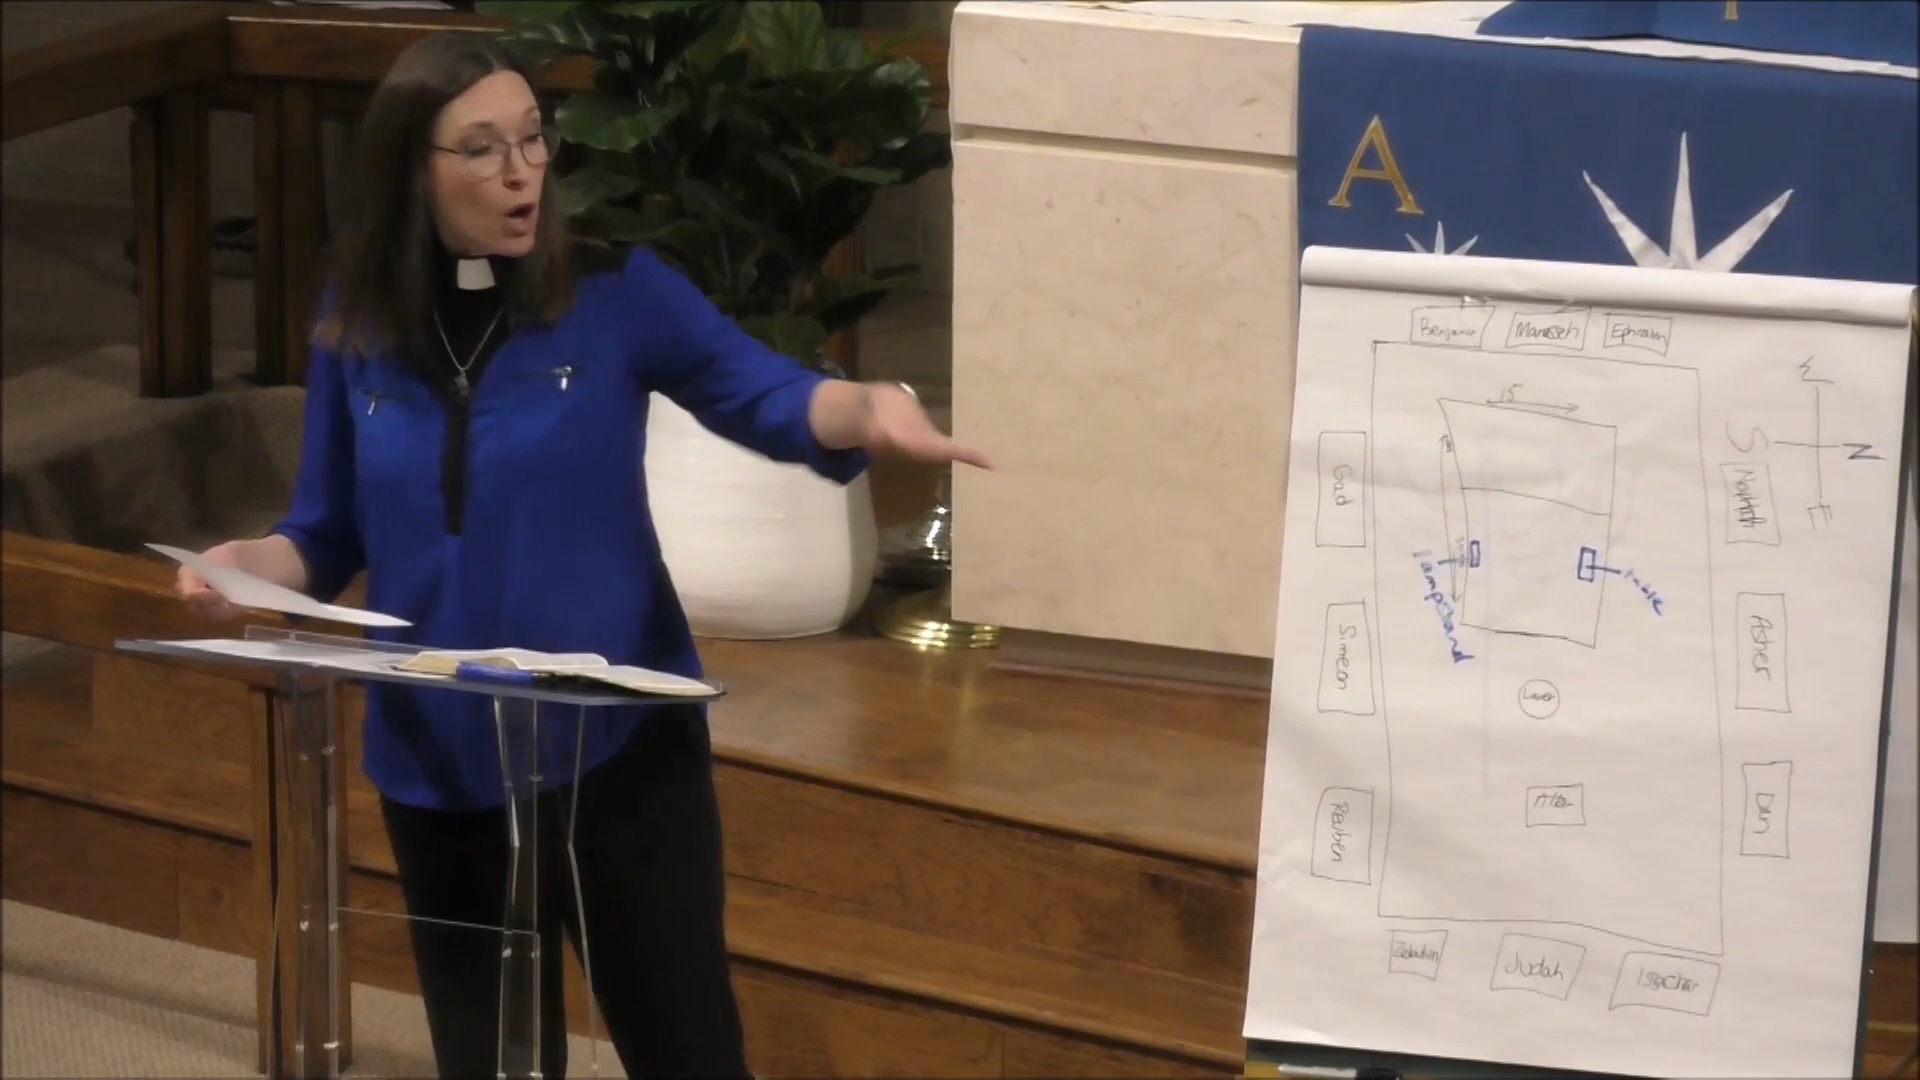 A
Benjamin Manasseh Ephraim
W
15
S N
Gad
Naphtali
E
lampstand
table
Simeon
Asher
Laver
Altar
Reuben
Dan
Zebulun Judah Issachar